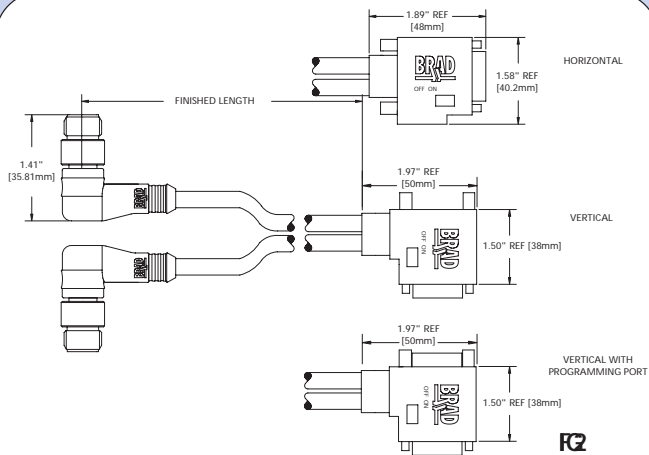 1.89" REF
[48mm]
HORIZONTAL
BRAD
OFF ON
1.58" REF
[40.2mm]
FINISHED LENGTH
1.41"
[35.81mm]
BRAD
1.97" REF
[50mm]
VERTICAL
OFF ON
BRAD
1.50" REF [38mm]
BRAD
1.97" REF
[50mm]
VERTICAL WITH
PROGRAMMING PORT
OFF ON
BRAD
1.50" REF [38mm]